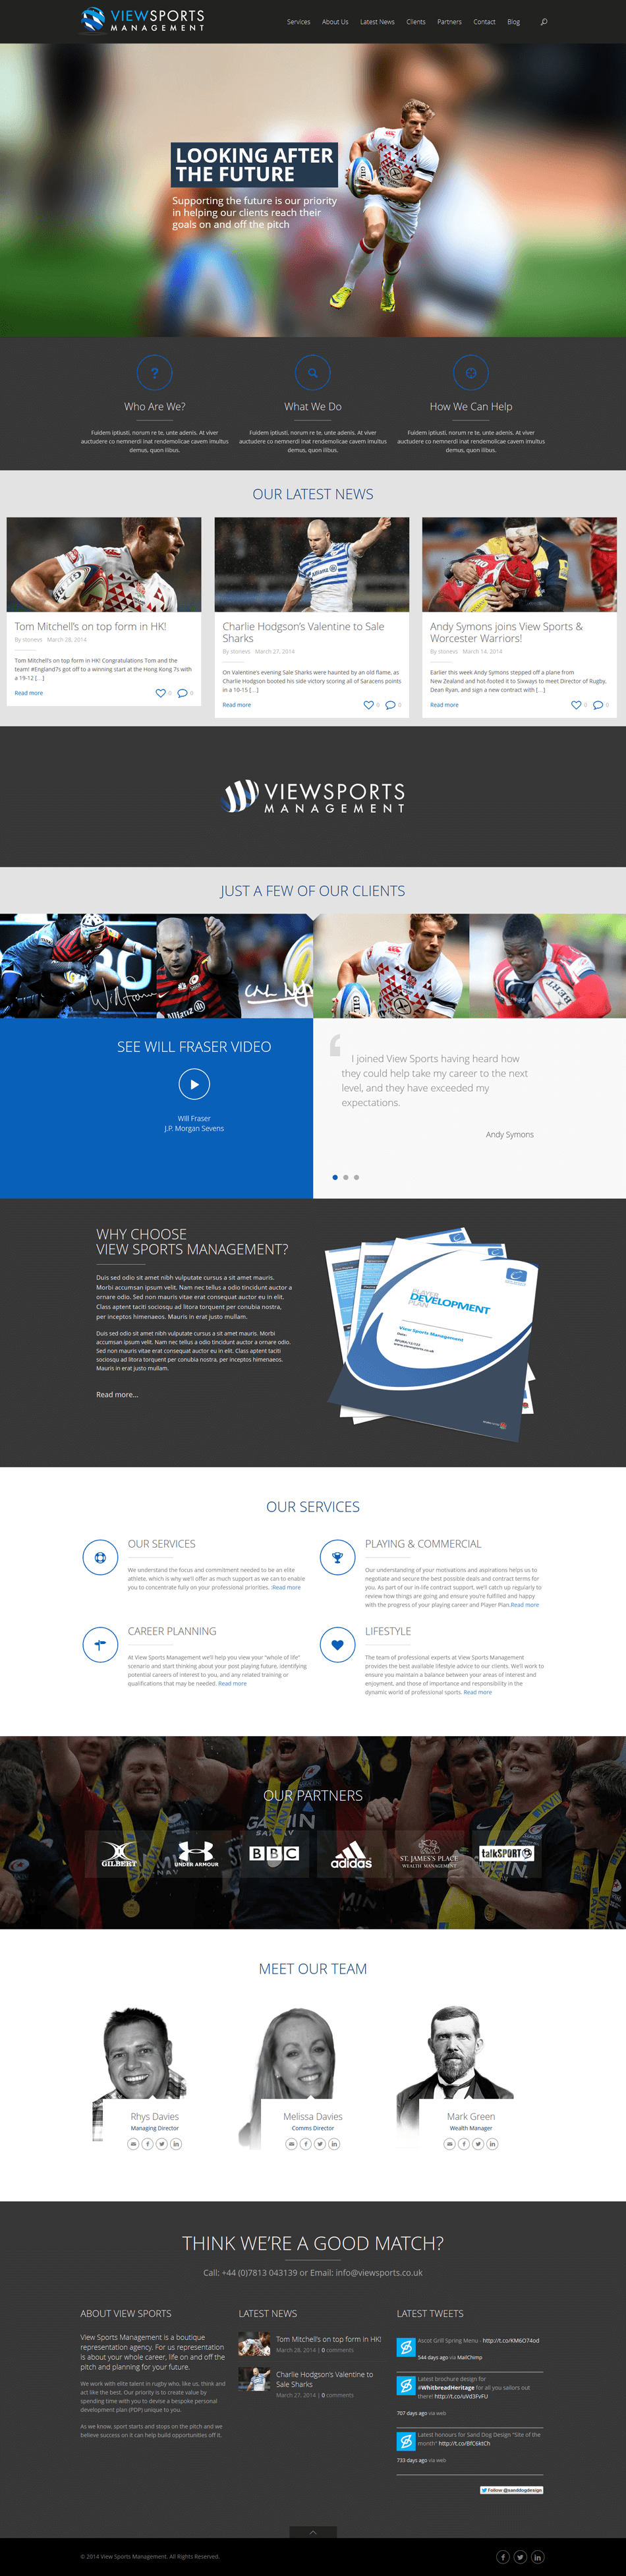 VIEWSPORTS
MANAGEMENT
Services About Us Latest News Clients Partners Contact Blog
LOOKING AFTER
THE FUTURE
Supporting the future is our priority
in helping our clients reach their
goals on and off the pitch
Who Are We?
Fuidem iptiusti, norum re te, unte adenis. At viver
auctudere co nemnerdi inat rendemolicae cavem imultus
demus, quon Ilibus.
What We Do
Fuidem iptiusti, norum re te, unte adenis. At viver
auctudere co nemnerdi inat rendemolicae cavem imultus
demus, quon Ilibus.
How We Can Help
Fuidem iptiusti, norum re te, unte adenis. At viver
auctudere co nemnerdi inat rendemolicae cavem imultus
demus, quon Ilibus.
OUR LATEST NEWS
Tom Mitchell's on top form in HK!
By stonevs March 28, 2014
Tom Mitchell's on top form in HK! Congratulations Tom and the
team! #England7s got off to a winning start at the Hong Kong 7s with
a 19-12 [...]
Read more 0 0
Charlie Hodgson's Valentine to Sale
Sharks
By stonevs March 27, 2014
On Valentine's evening Sale Sharks were haunted by an old flame, as
Charlie Hodgson booted his side victory scoring all of Saracens points
in a 10-15 [...]
Read more 0 0
Andy Symons joins View Sports &
Worcester Warriors!
By stonevs March 14, 2014
Earlier this week Andy Symons stepped off a plane from
New Zealand and hot-footed it to Sixways to meet Director of Rugby,
Dean Ryan, and sign a new contract with [...]
Read more 0 0
VIEWSPORTS
MANAGEMENT
JUST A FEW OF OUR CLIENTS
SEE WILL FRASER VIDEO
Will Fraser
J.P. Morgan Sevens
I joined View Sports having heard how
they could help take my career to the next
level, and they have exceeded my
expectations.
Andy Symons
WHY CHOOSE
VIEW SPORTS MANAGEMENT?
Duis sed odio sit amet nibh vulputate cursus a sit amet mauris.
Morbi accumsan ipsum velit. Nam nec tellus a odio tincidunt auctor a
ornare odio. Sed non mauris vitae erat consequat auctor eu in elit.
Class aptent taciti sociosqu ad litora torquent per conubia nostra,
per inceptos himenaeos. Mauris in erat justo mullam.
Duis sed odio sit amet nibh vulputate cursus a sit amet mauris. Morbi
accumsan ipsum velit. Nam nec tellus a odio tincidunt auctor a ornare odio.
Sed non mauris vitae erat consequat auctor eu in elit. Class aptent taciti
sociosqu ad litora torquent per conubia nostra, per inceptos himenaeos.
Mauris in erat justo mullam.
Read more...
PLAYER
DEVELOPMENT
PLAN
View Sports Management
www.viewsports.co.uk
OUR SERVICES
OUR SERVICES
We understand the focus and commitment needed to be an elite
athlete, which is why we'll offer as much support as we can to enable
you to concentrate fully on your professional priorities. :Read more
PLAYING & COMMERCIAL
Our understanding of your motivations and aspirations helps us to
negotiate and secure the best possible deals and contract terms for
you. As part of our in-life contract support, we'll catch up regularly to
review how things are going and ensure you're fulfilled and happy
with the progress of your playing career and Player Plan.Read more
CAREER PLANNING
At View Sports Management we'll help you view your "whole of life"
scenario and start thinking about your post playing future, identifying
potential careers of interest to you, and any related training or
qualifications that may be needed. Read more
LIFESTYLE
The team of professional experts at View Sports Management
provides the best available lifestyle advice to our clients. We'll work to
ensure you maintain a balance between your areas of interest and
enjoyment, and those of importance and responsibility in the
dynamic world of professional sports. Read more
OUR PARTNERS
GILBERT
UNDER ARMOUR
BBC
adidas
ST. JAMES'S PLACE
WEALTH MANAGEMENT
talkSPORT
MEET OUR TEAM
Rhys Davies
Managing Director
Melissa Davies
Comms Director
Mark Green
Wealth Manager
THINK WE'RE A GOOD MATCH?
Call: +44 (0)7813 043139 or Email: info@viewsports.co.uk
ABOUT VIEW SPORTS
View Sports Management is a boutique
representation agency. For us representation
is about your whole career, life on and off the
pitch and planning for your future.
We work with elite talent in rugby who, like us, think and
act like the best. Our priority is to create value by
spending time with you to devise a bespoke personal
development plan (PDP) unique to you.
As we know, sport starts and stops on the pitch and we
believe success on it can help build opportunities off it.
LATEST NEWS
Tom Mitchell's on top form in HK!
March 28, 2014 | 0 comments
Charlie Hodgson's Valentine to
Sale Sharks
March 27, 2014 | 0 comments
LATEST TWEETS
Ascot Grill Spring Menu - http://t.co/KM6O74od
544 days ago via MailChimp
Latest brochure design for
#WhitbreadHeritage for all you sailors out
there! http://t.co/uVd3FvFU
707 days ago via web
Latest honours for Sand Dog Design "Site of the
month" http://t.co/BfC6ktCh
733 days ago via web
Follow @sanddogdesign
© 2014 View Sports Management. All Rights Reserved.